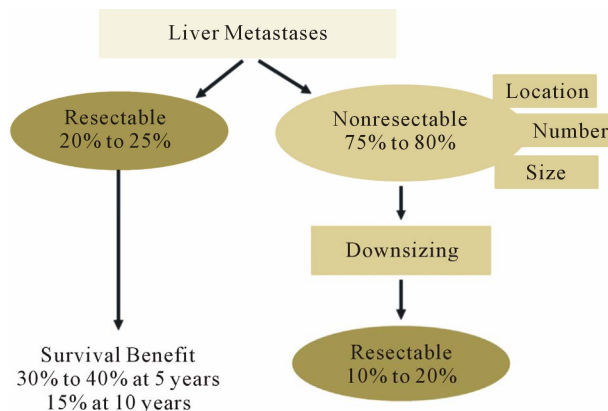 Liver Metastases
Resectable
20% to 25%
Nonresectable
75% to 80%
Location
Number
Size
Downsizing
Survival Benefit
30% to 40% at 5 years
15% at 10 years
Resectable
10% to 20%